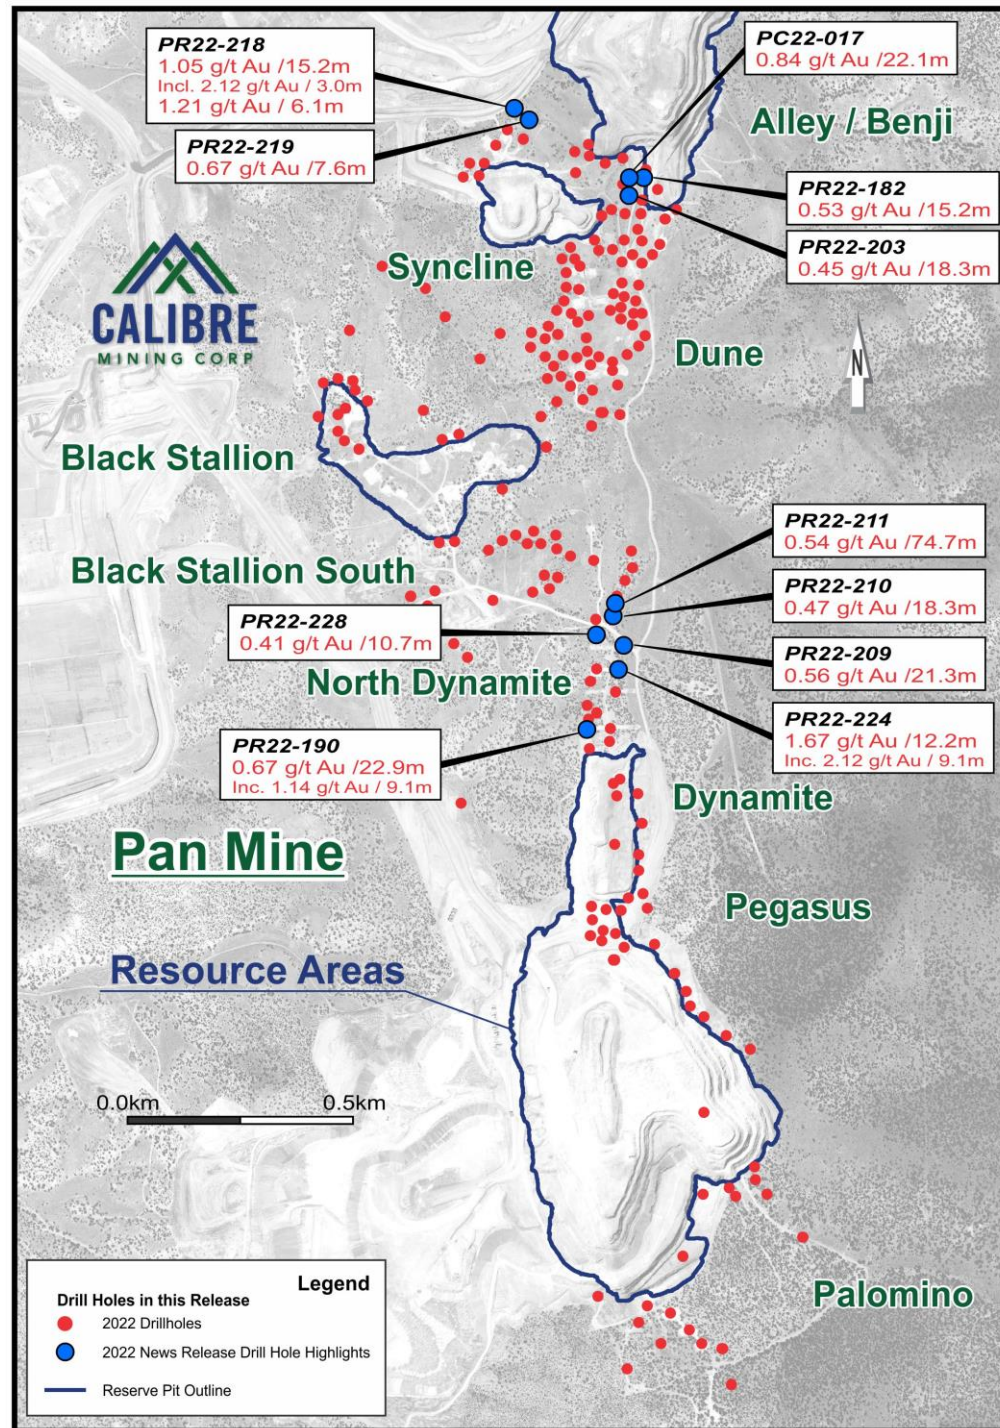 PR22-218
1.05 g/t Au /15.2m
Incl. 2.12 g/t Au / 3.0m
1.21 g/t Au / 6.1m
PC22-017
0.84 g/t Au /22.1m
Alley / Benji
PR22-219
0.67 g/t Au /7.6m
PR22-182
0.53 g/t Au /15.2m
PR22-203
0.45 g/t Au /18.3m
Syncline
CALIBRE
MINING CORP
Dune
N
Black Stallion
PR22-211
0.54 g/t Au /74.7m
Black Stallion South
PR22-210
0.47 g/t Au /18.3m
PR22-228
0.41 g/t Au /10.7m
PR22-209
0.56 g/t Au /21.3m
North Dynamite
PR22-224
1.67 g/t Au /12.2m
Inc. 2.12 g/t Au / 9.1m
PR22-190
0.67 g/t Au /22.9m
Inc. 1.14 g/t Au / 9.1m
Dynamite
Pan Mine
Pegasus
Resource Areas
0.0km
0.5km
Palomino
Legend
Drill Holes in this Release
2022 Drillholes
2022 News Release Drill Hole Highlights
Reserve Pit Outline